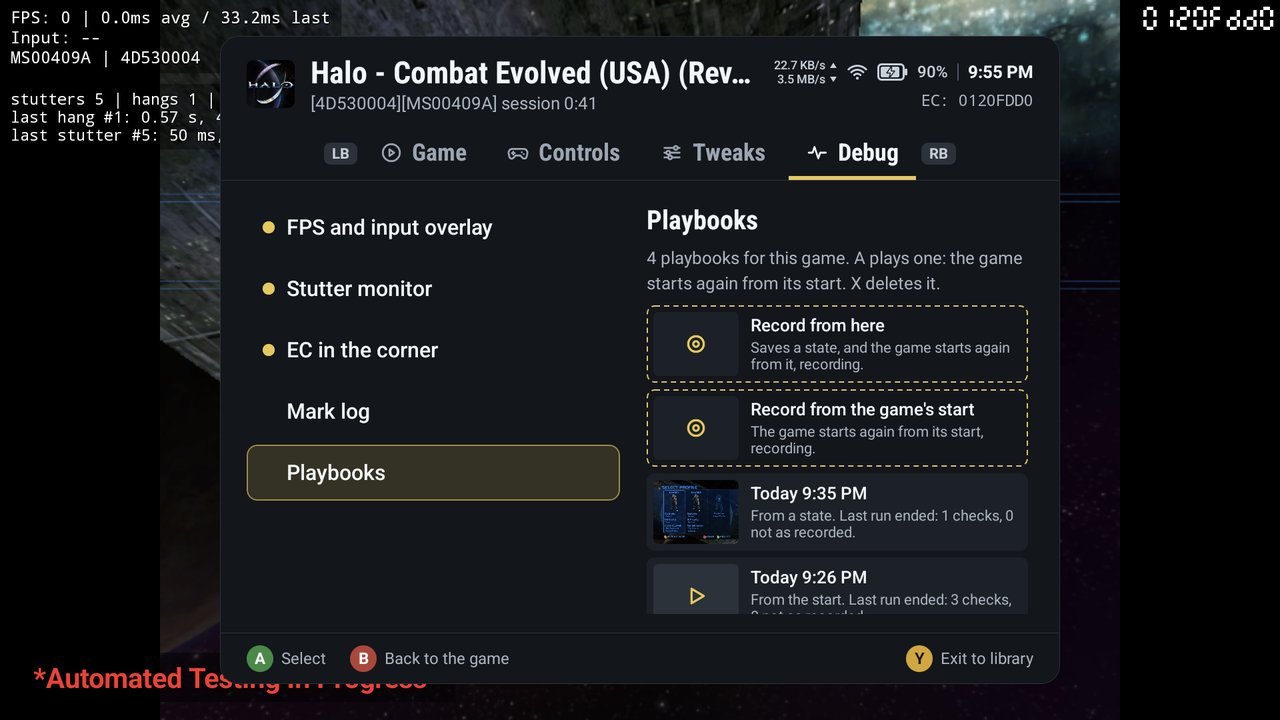 FPS: 0 | 0.0ms avg / 33.2ms last
Input: --
MS00409A | 4D530004
stutters 5 | hangs 1 |
last hang #1: 0.57 s,
last stutter #5: 50 ms,
0120Fdd0
HALO
Halo - Combat Evolved (USA) (Rev...
[4D530004][MS00409A] session 0:41
22.7 KB/s
3.5 MB/s
90% | 9:55 PM
EC: 0120FDD0
LB Game Controls Tweaks Debug RB
FPS and input overlay
Stutter monitor
EC in the corner
Mark log
Playbooks
Playbooks
4 playbooks for this game. A plays one: the game
starts again from its start. X deletes it.
Record from here
Saves a state, and the game starts again
from it, recording.
Record from the game's start
The game starts again from its start,
recording.
SELECT PROFILE
Today 9:35 PM
From a state. Last run ended: 1 checks, 0
not as recorded.
Today 9:26 PM
From the start. Last run ended: 3 checks,
A Select B Back to the game Y Exit to library
*Automated Testing in Progress